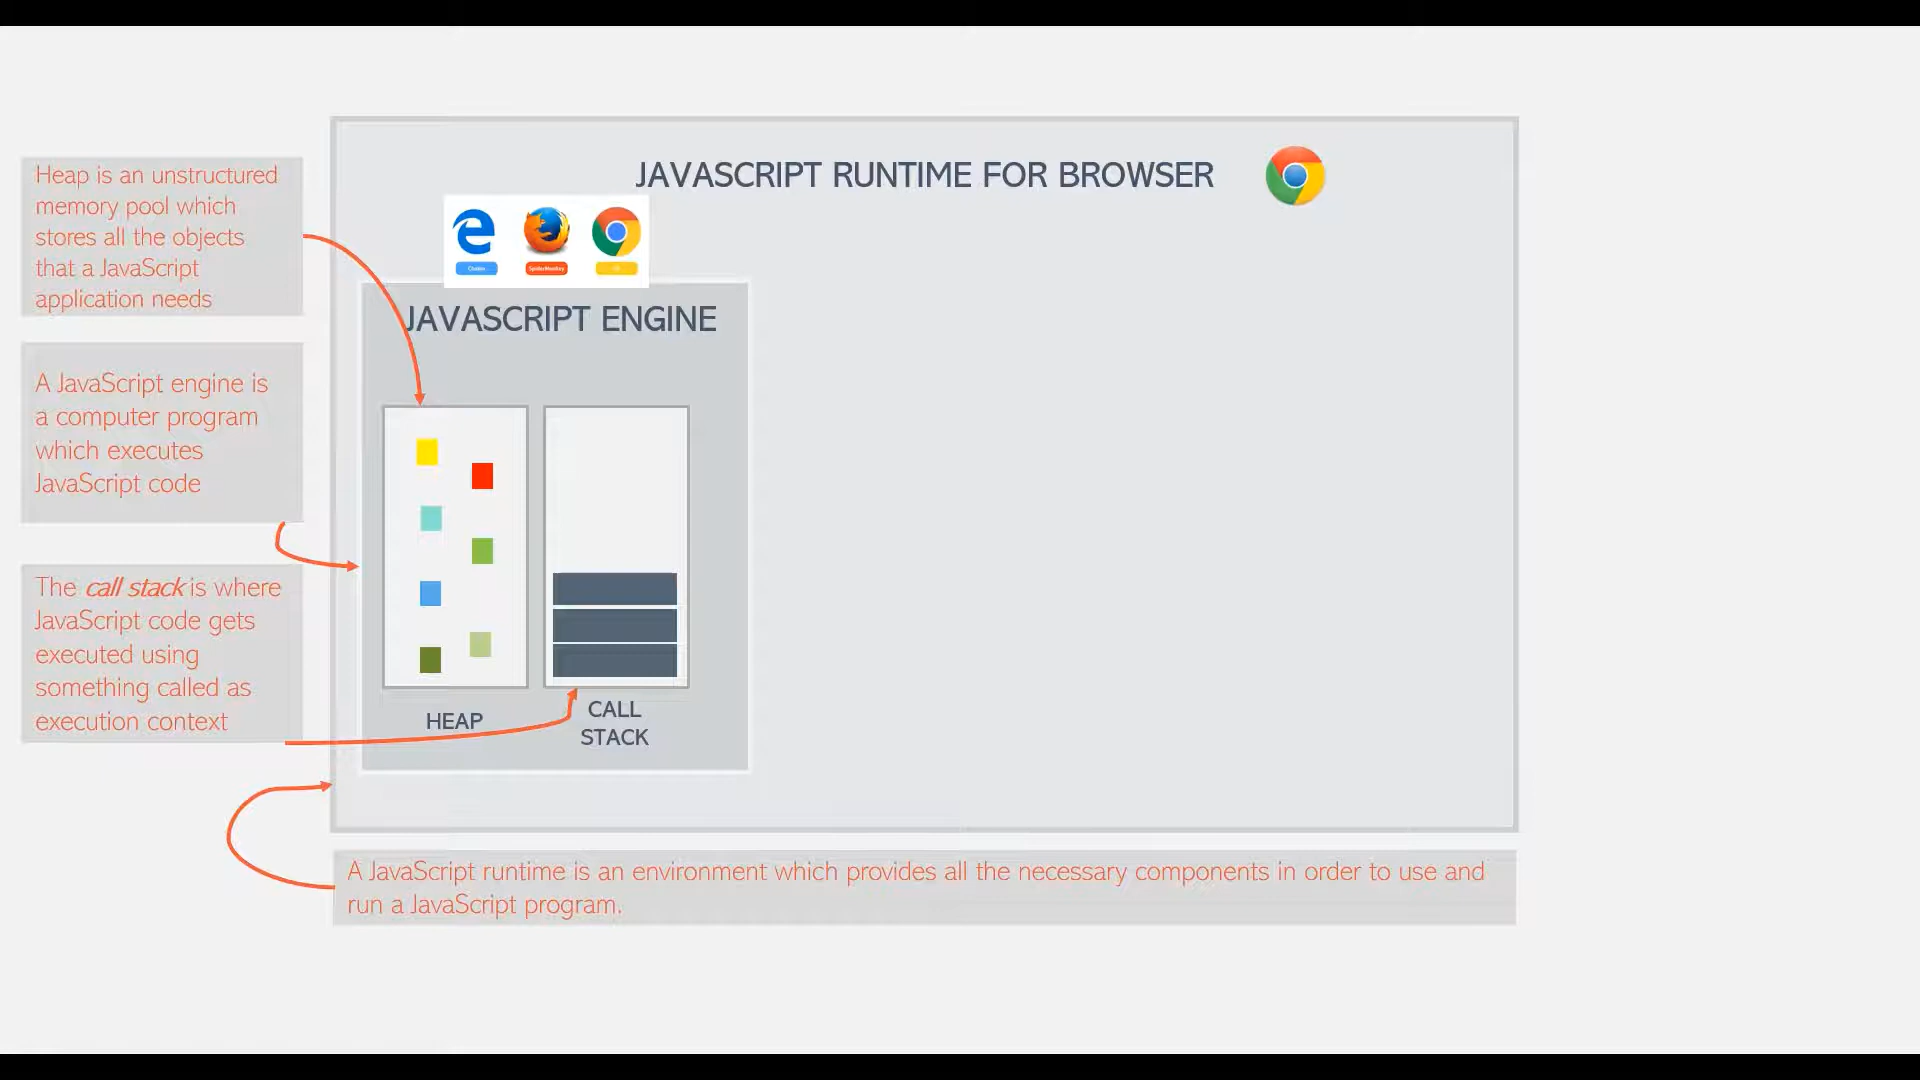 JAVASCRIPT RUNTIME FOR BROWSER
Heap is an unstructured
memory pool which
stores all the objects
that a JavaScript
application needs
Chakra
SpiderMonkey
V8
JAVASCRIPT ENGINE
A JavaScript engine is
a computer program
which executes
JavaScript code
The call stack is where
JavaScript code gets
executed using
something called as
execution context
HEAP
CALL
STACK
A JavaScript runtime is an environment which provides all the necessary components in order to use and
run a JavaScript program.